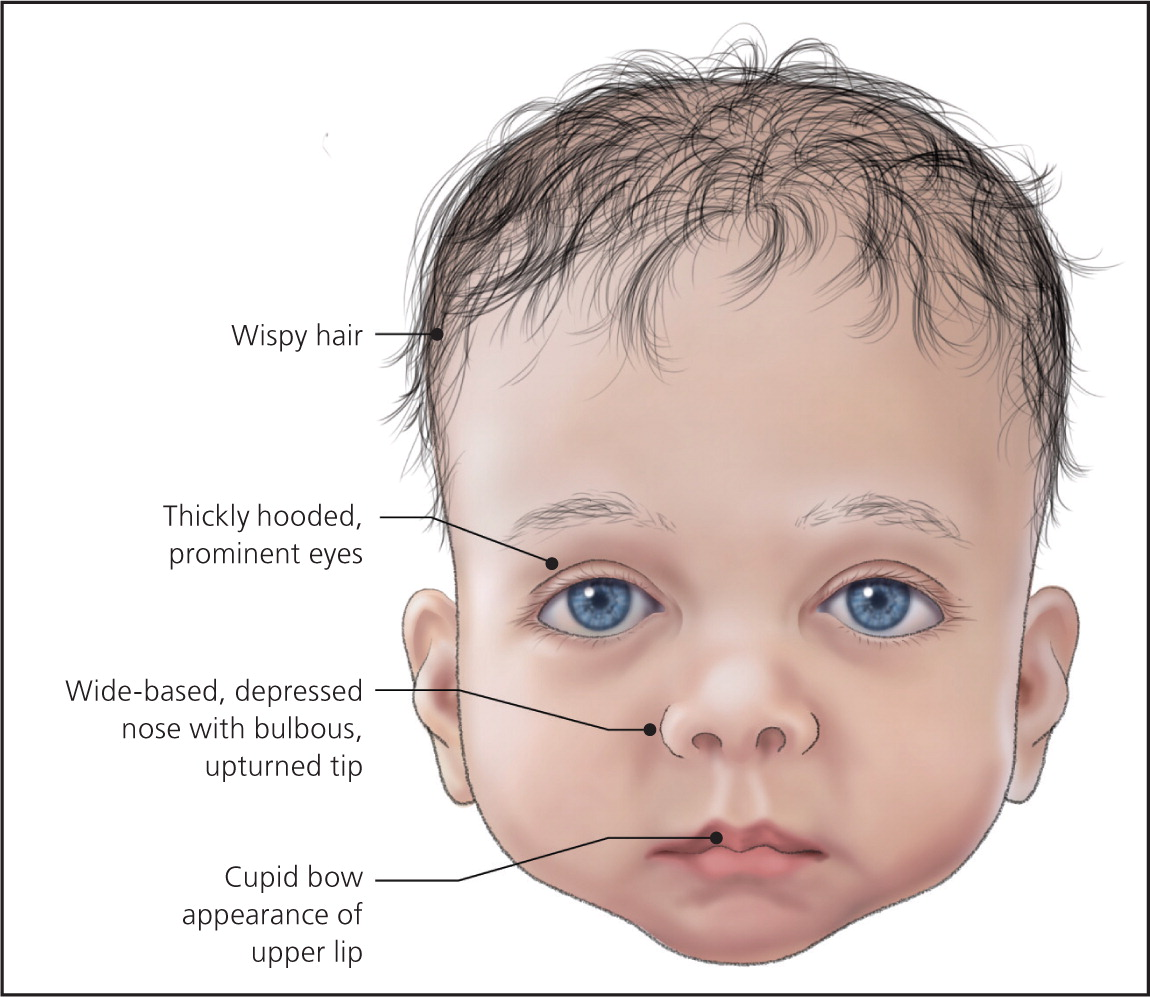 Wispy hair
Thickly hooded,
prominent eyes
Wide-based, depressed
nose with bulbous,
upturned tip
Cupid bow
appearance of
upper lip